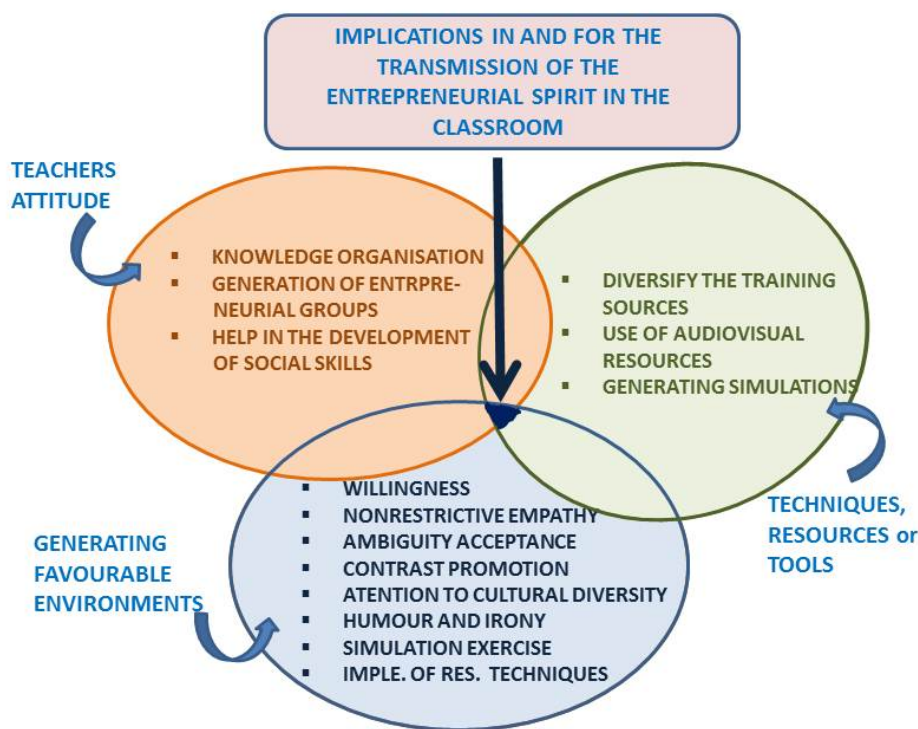 IMPLICATIONS IN AND FOR THE
TRANSMISSION OF THE
ENTREPRENEURIAL SPIRIT IN THE
CLASSROOM
TEACHERS
ATTITUDE
▪ KNOWLEDGE ORGANISATION
▪ GENERATION OF ENTRPRE-
NEURIAL GROUPS
▪ HELP IN THE DEVELOPMENT
OF SOCIAL SKILLS
▪ DIVERSIFY THE TRAINING
SOURCES
▪ USE OF AUDIOVISUAL
RESOURCES
▪ GENERATING SIMULATIONS
TECHNIQUES,
RESOURCES or
TOOLS
GENERATING
FAVOURABLE
ENVIRONMENTS
▪ WILLINGNESS
▪ NONRESTRICTIVE EMPATHY
▪ AMBIGUITY ACCEPTANCE
▪ CONTRAST PROMOTION
▪ ATENTION TO CULTURAL DIVERSITY
▪ HUMOUR AND IRONY
▪ SIMULATION EXERCISE
▪ IMPLE. OF RES. TECHNIQUES